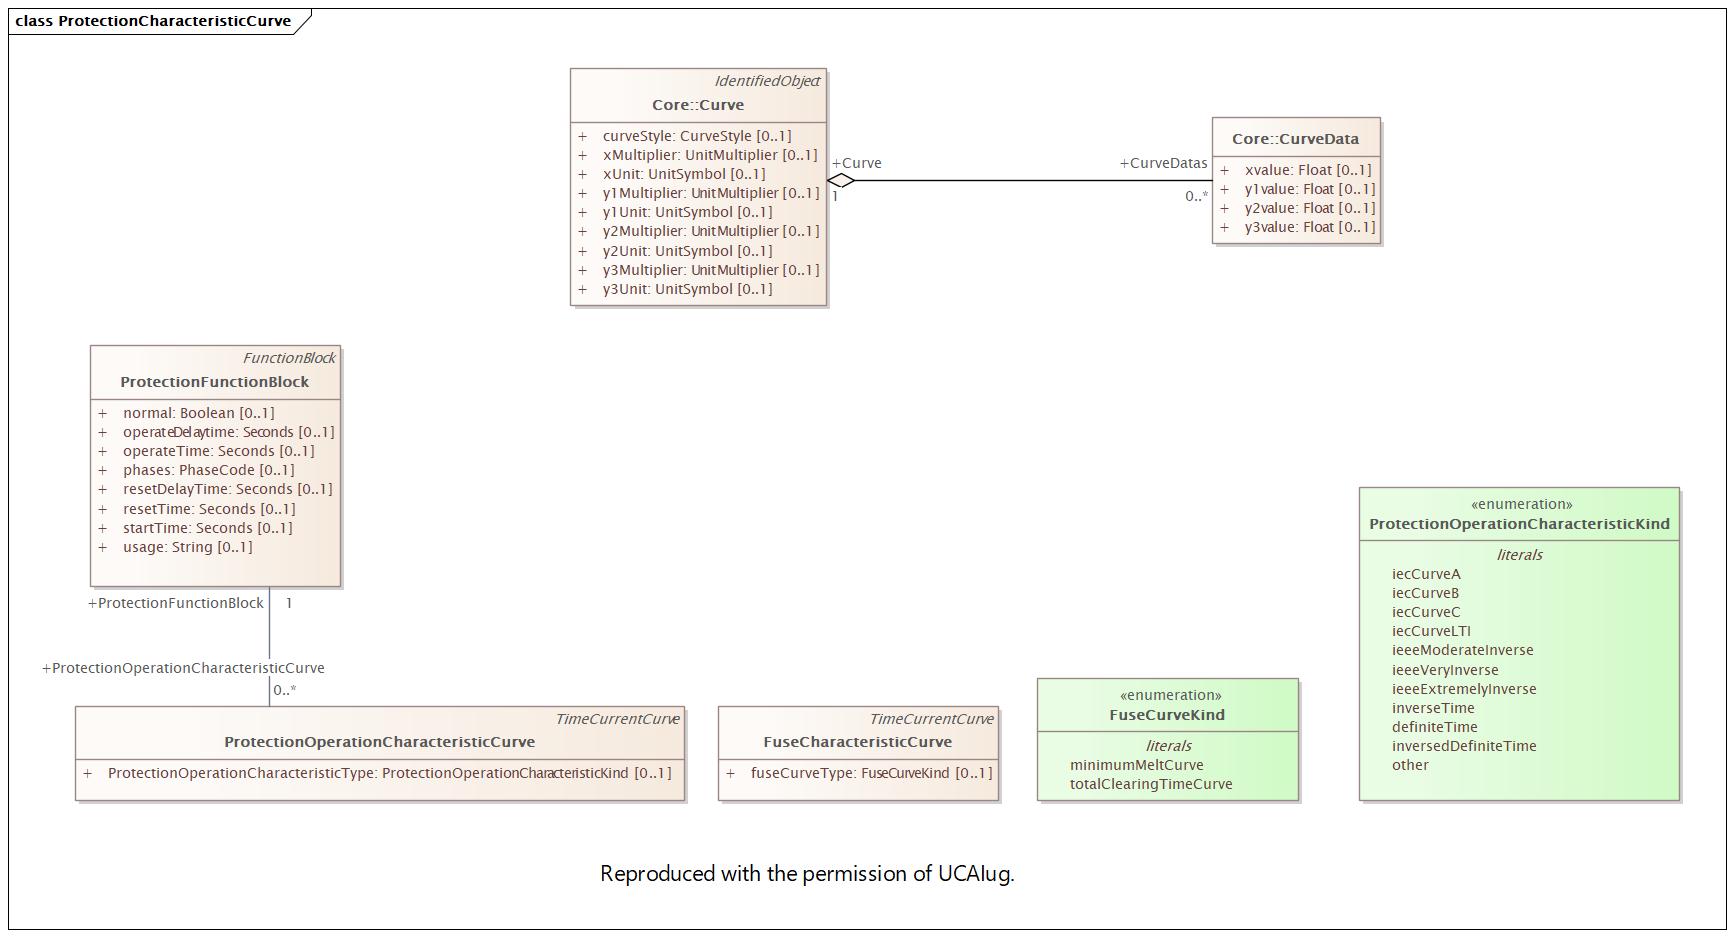 class ProtectionCharacteristicCurve
IdentifiedObject
Core::Curve
+ curveStyle: CurveStyle [0..1]
+ xMultiplier: UnitMultiplier [0..1]
+ xUnit: UnitSymbol [0..1]
+ y1Multiplier: UnitMultiplier [0..1]
+ y1Unit: UnitSymbol [0..1]
+ y2Multiplier: UnitMultiplier [0..1]
+ y2Unit: UnitSymbol [0..1]
+ y3Multiplier: UnitMultiplier [0..1]
+ y3Unit: UnitSymbol [0..1]
+Curve
1
+CurveDatas
0..*
Core::CurveData
+ xvalue: Float [0..1]
+ y1value: Float [0..1]
+ y2value: Float [0..1]
+ y3value: Float [0..1]
FunctionBlock
ProtectionFunctionBlock
+ normal: Boolean [0..1]
+ operateDelaytime: Seconds [0..1]
+ operateTime: Seconds [0..1]
+ phases: PhaseCode [0..1]
+ resetDelayTime: Seconds [0..1]
+ resetTime: Seconds [0..1]
+ startTime: Seconds [0..1]
+ usage: String [0..1]
+ProtectionFunctionBlock 1
+ProtectionOperationCharacteristicCurve
0..*
TimeCurrentCurve
ProtectionOperationCharacteristicCurve
+ ProtectionOperationCharacteristicType: ProtectionOperationCharacteristicKind [0..1]
TimeCurrentCurve
FuseCharacteristicCurve
+ fuseCurveType: FuseCurveKind [0..1]
«enumeration»
FuseCurveKind
literals
minimumMeltCurve
totalClearingTimeCurve
«enumeration»
ProtectionOperationCharacteristicKind
literals
iecCurveA
iecCurveB
iecCurveC
iecCurveLTI
ieeeModerateInverse
ieeeVeryInverse
ieeeExtremelyInverse
inverseTime
definiteTime
inversedDefiniteTime
other
Reproduced with the permission of UCAIug.